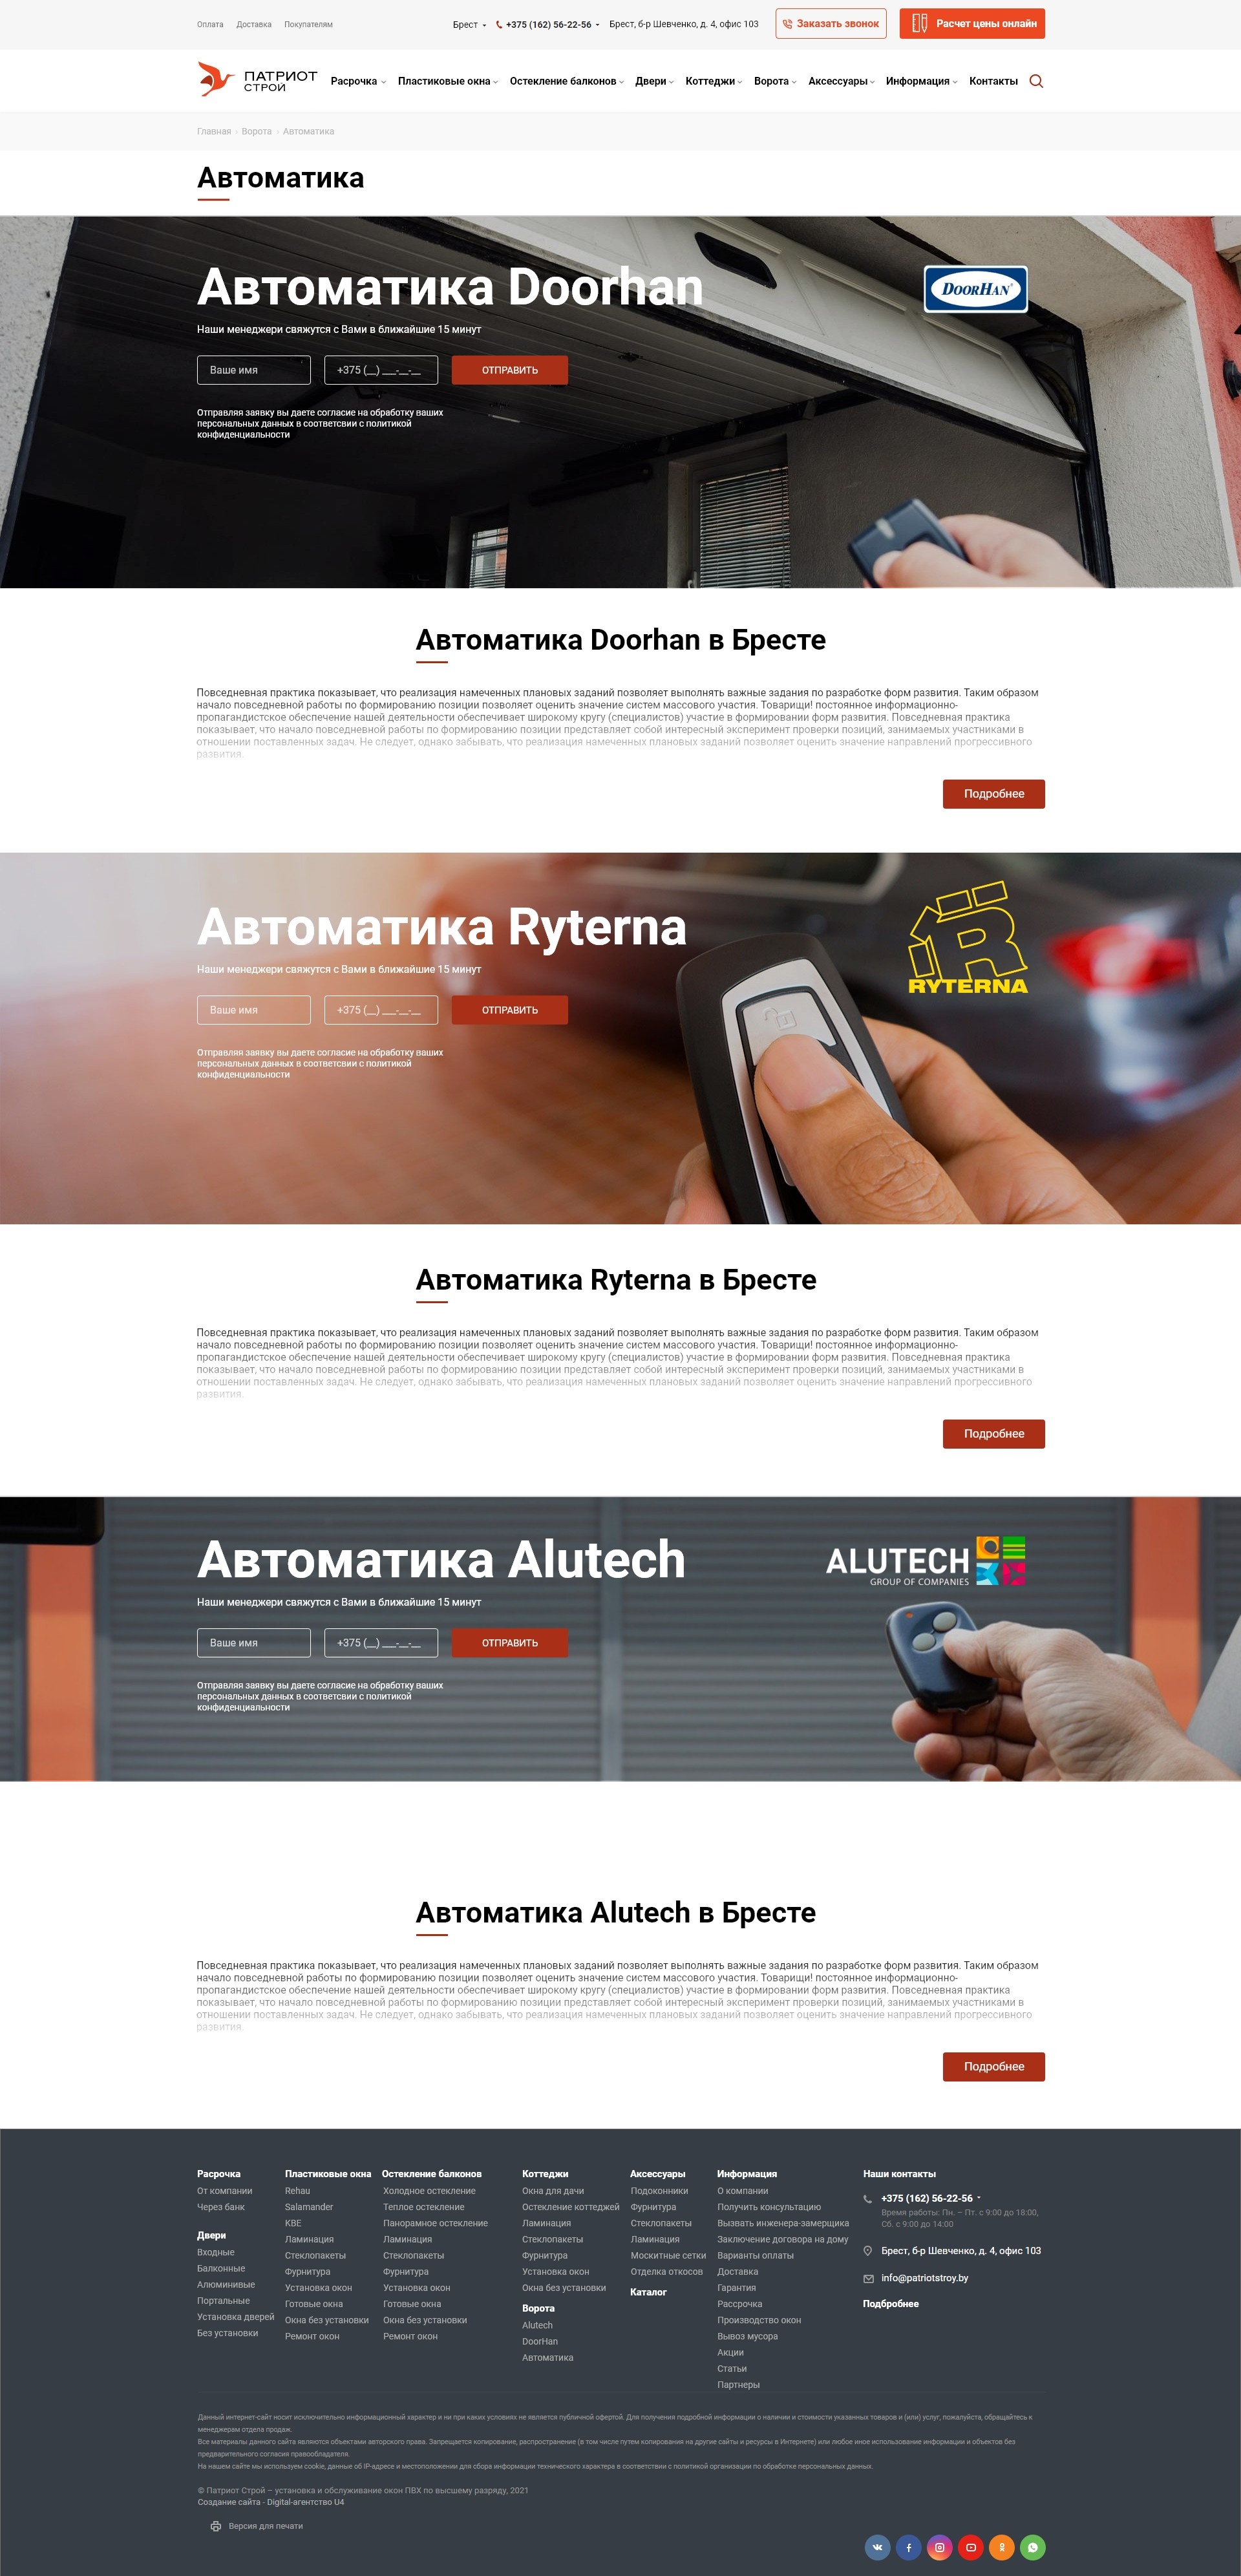 Оплата Доставка Покупателям Брест +375 (162) 56-22-56 Брест, б-р Шевченко, д. 4, офис 103 Заказать звонок Расчет цены онлайн
ПАТРИОТ
СТРОЙ
Расрочка Пластиковые окна Остекление балконов Двери Коттеджи Ворота Аксессуары Информация Контакты
Главная Ворота Автоматика
Автоматика
Автоматика Doorhan
DOORHAN
Наши менеджери свяжутся с Вами в ближайшие 15 минут
Ваше имя +375 (__) ___-__-__ ОТПРАВИТЬ
Отправляя заявку вы даете согласие на обработку ваших
персональных данных в соответсвии с политикой
конфиденциальности
Автоматика Doorhan в Бресте
Повседневная практика показывает, что реализация намеченных плановых заданий позволяет выполнять важные задания по разработке форм развития. Таким образом
начало повседневной работы по формированию позиции позволяет оценить значение систем массового участия. Товарищи! постоянное информационно-
пропагандистское обеспечение нашей деятельности обеспечивает широкому кругу (специалистов) участие в формировании форм развития. Повседневная практика
показывает, что начало повседневной работы по формированию позиции представляет собой интересный эксперимент проверки позиций, занимаемых участниками в
отношении поставленных задач. Не следует, однако забывать, что реализация намеченных плановых заданий позволяет оценить значение направлений прогрессивного
развития.
Подробнее
Автоматика Ryterna
RYTERNA
Наши менеджери свяжутся с Вами в ближайшие 15 минут
Ваше имя +375 (__) ___-__-__ ОТПРАВИТЬ
Отправляя заявку вы даете согласие на обработку ваших
персональных данных в соответсвии с политикой
конфиденциальности
Автоматика Ryterna в Бресте
Повседневная практика показывает, что реализация намеченных плановых заданий позволяет выполнять важные задания по разработке форм развития. Таким образом
начало повседневной работы по формированию позиции позволяет оценить значение систем массового участия. Товарищи! постоянное информационно-
пропагандистское обеспечение нашей деятельности обеспечивает широкому кругу (специалистов) участие в формировании форм развития. Повседневная практика
показывает, что начало повседневной работы по формированию позиции представляет собой интересный эксперимент проверки позиций, занимаемых участниками в
отношении поставленных задач. Не следует, однако забывать, что реализация намеченных плановых заданий позволяет оценить значение направлений прогрессивного
развития.
Подробнее
Автоматика Alutech
ALUTECH
GROUP OF COMPANIES
Наши менеджери свяжутся с Вами в ближайшие 15 минут
Ваше имя +375 (__) ___-__-__ ОТПРАВИТЬ
Отправляя заявку вы даете согласие на обработку ваших
персональных данных в соответсвии с политикой
конфиденциальности
Автоматика Alutech в Бресте
Повседневная практика показывает, что реализация намеченных плановых заданий позволяет выполнять важные задания по разработке форм развития. Таким образом
начало повседневной работы по формированию позиции позволяет оценить значение систем массового участия. Товарищи! постоянное информационно-
пропагандистское обеспечение нашей деятельности обеспечивает широкому кругу (специалистов) участие в формировании форм развития. Повседневная практика
показывает, что начало повседневной работы по формированию позиции представляет собой интересный эксперимент проверки позиций, занимаемых участниками в
отношении поставленных задач. Не следует, однако забывать, что реализация намеченных плановых заданий позволяет оценить значение направлений прогрессивного
развития.
Подробнее
Расрочка
От компании
Через банк
Двери
Входные
Балконные
Алюминивые
Портальные
Установка дверей
Без установки
Пластиковые окна
Rehau
Salamander
KBE
Ламинация
Стеклопакеты
Фурнитура
Установка окон
Готовые окна
Окна без установки
Ремонт окон
Остекление балконов
Холодное остекление
Теплое остекление
Панорамное остекление
Ламинация
Стеклопакеты
Фурнитура
Установка окон
Готовые окна
Окна без установки
Ремонт окон
Коттеджи
Окна для дачи
Остекление коттеджей
Ламинация
Стеклопакеты
Фурнитура
Установка окон
Окна без установки
Ворота
Alutech
DoorHan
Автоматика
Аксессуары
Подоконники
Фурнитура
Стеклопакеты
Ламинация
Москитные сетки
Отделка откосов
Каталог
Информация
О компании
Получить консультацию
Вызвать инженера-замерщика
Заключение договора на дому
Варианты оплаты
Доставка
Гарантия
Рассрочка
Производство окон
Вывоз мусора
Акции
Статьи
Партнеры
Наши контакты
+375 (162) 56-22-56
Время работы: Пн. – Пт. с 9:00 до 18:00,
Сб. с 9:00 до 14:00
Брест, б-р Шевченко, д. 4, офис 103
info@patriotstroy.by
Подбробнее
Данный интернет-сайт носит исключительно информационный характер и ни при каких условиях не является публичной офертой. Для получения подробной информации о наличии и стоимости указанных товаров и (или) услуг, пожалуйста, обращайтесь к
менеджерам отдела продаж.
Все материалы данного сайта являются объектами авторского права. Запрещается копирование, распространение (в том числе путем копирования на другие сайты и ресурсы в Интернете) или любое иное использование информации и объектов без
предварительного согласия правообладателя.
На нашем сайте мы используем cookie, данные об IP-адресе и местоположении для сбора информации технического характера в соответствии с политикой организации по обработке персональных данных.
© Патриот Строй – установка и обслуживание окон ПВХ по высшему разряду, 2021
Создание сайта - Digital-агентство U4
Версия для печати